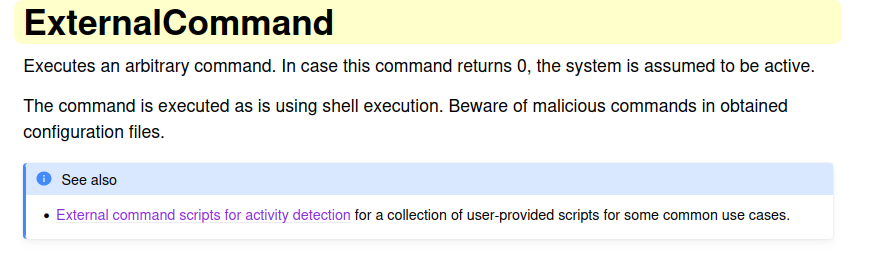 ExternalCommand
Executes an arbitrary command. In case this command returns 0, the system is assumed to be active.
The command is executed as is using shell execution. Beware of malicious commands in obtained
configuration files.
See also
• External command scripts for activity detection for a collection of user-provided scripts for some common use cases.